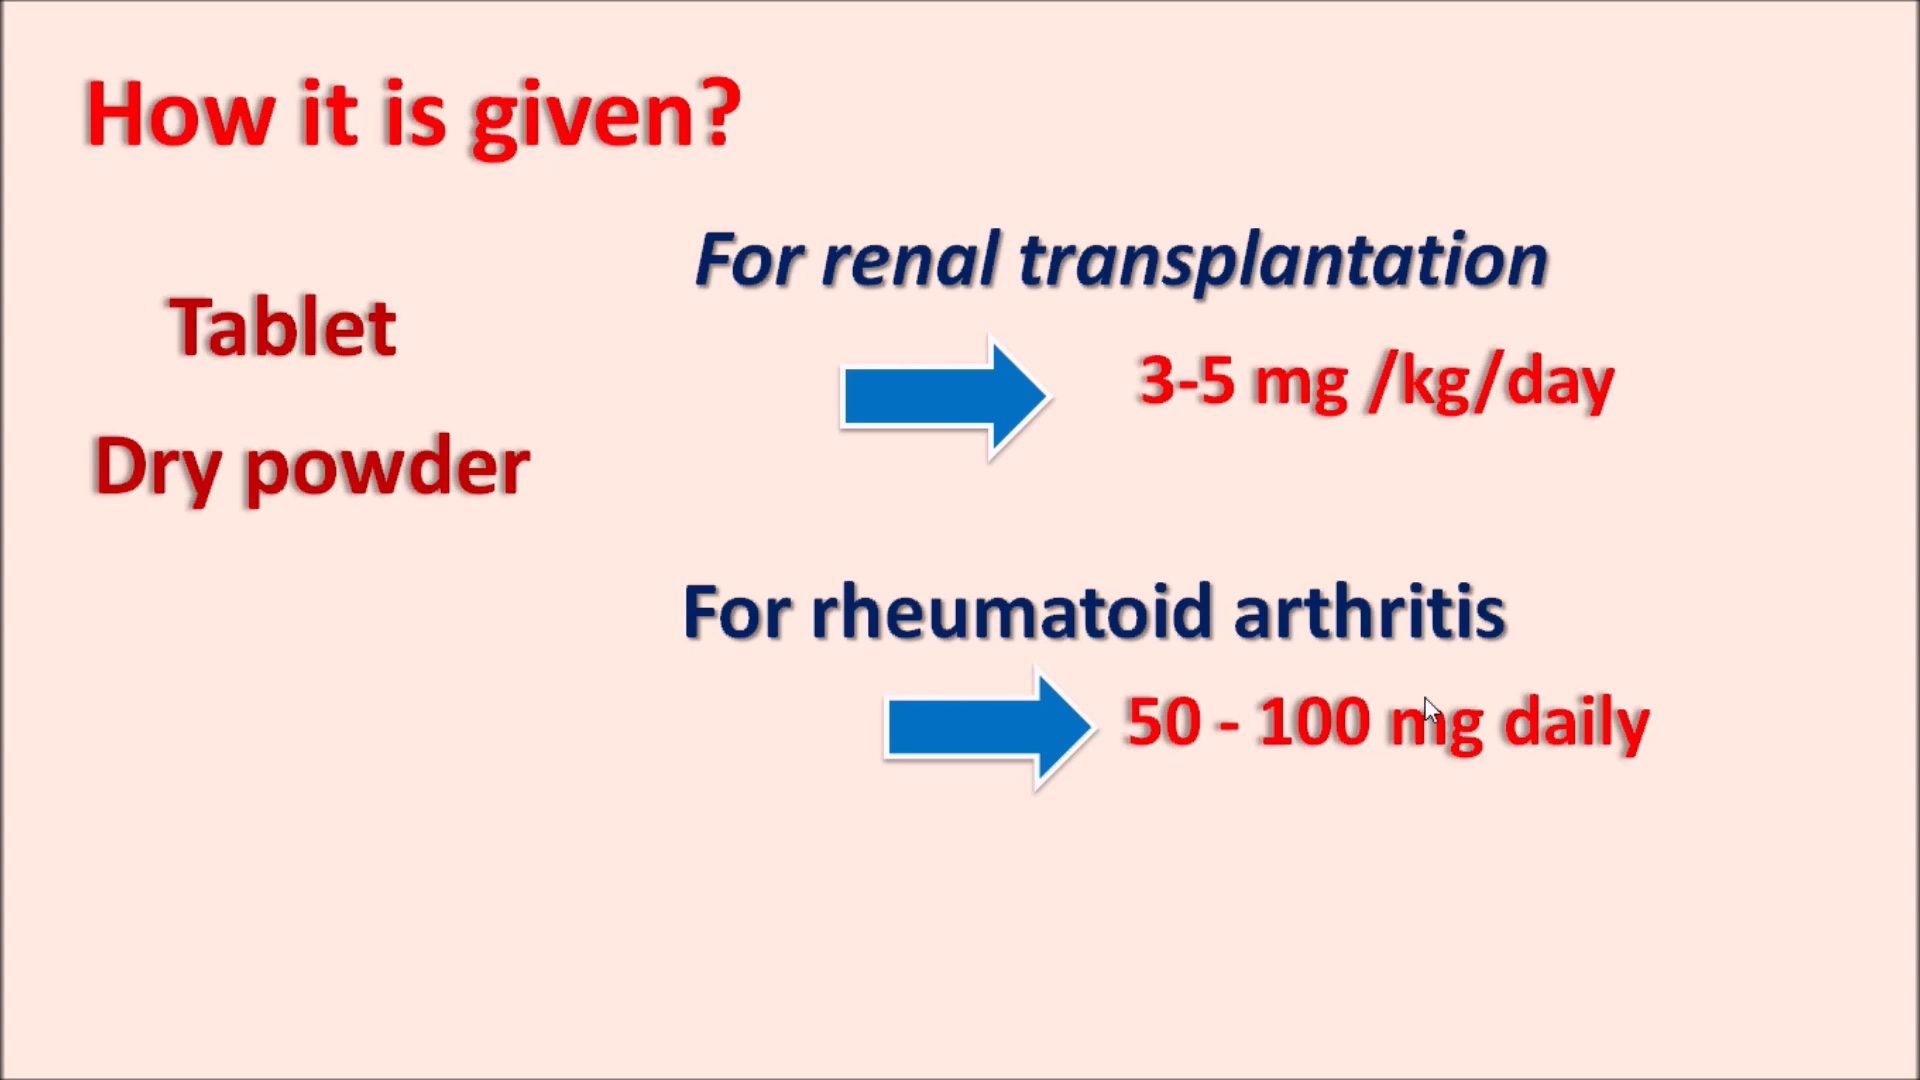 How it is given?
Tablet
Dry powder
For renal transplantation
3-5 mg /kg/day
For rheumatoid arthritis
50 - 100 mg daily